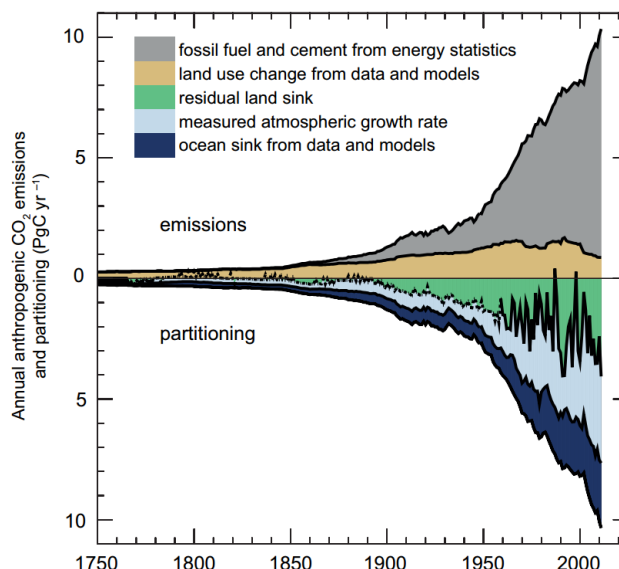 10
fossil fuel and cement from energy statistics
land use change from data and models
residual land sink
measured atmospheric growth rate
ocean sink from data and models
5
emissions
0
partitioning
5
10
Annual anthropogenic CO₂ emissions
and partitioning (PgC yr ⁻¹)
1750 1800 1850 1900 1950 2000